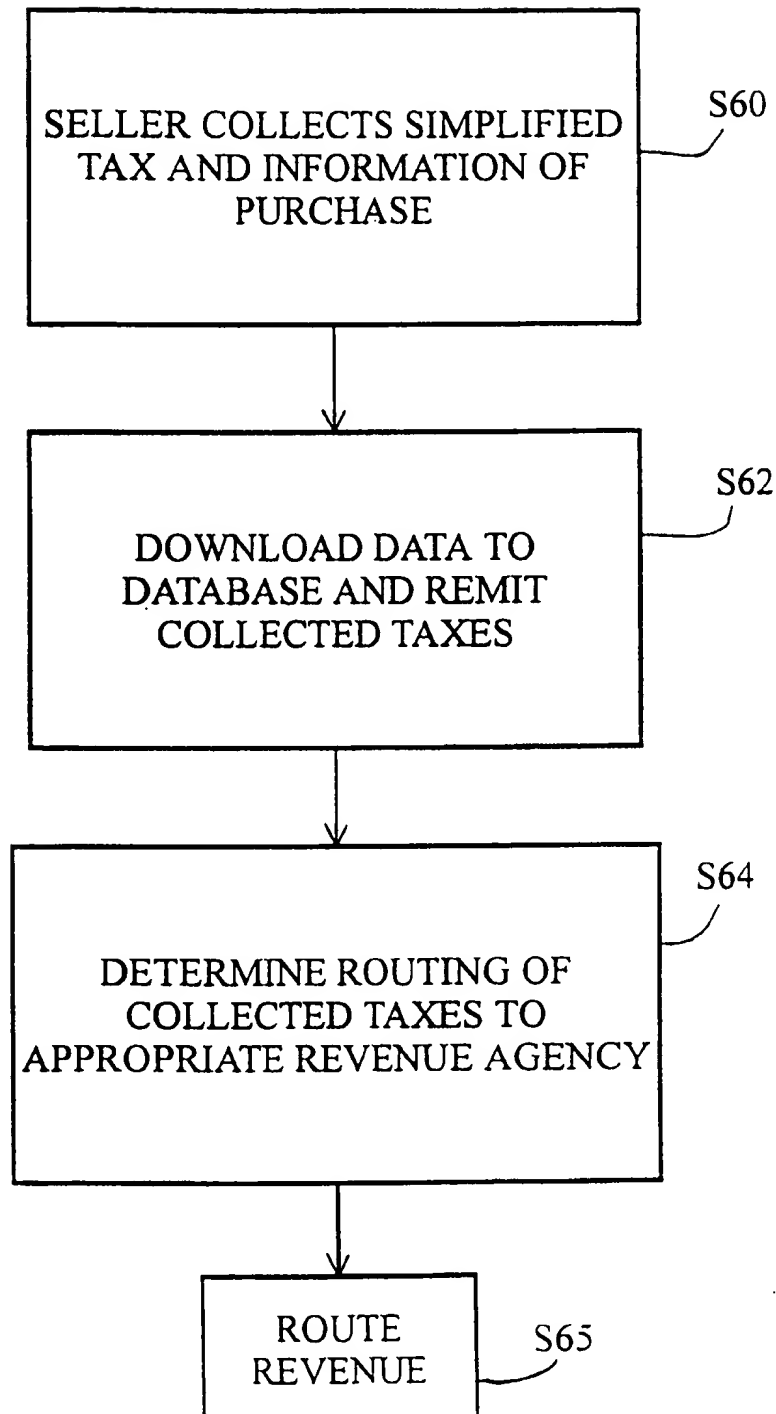 SELLER COLLECTS SIMPLIFIED
TAX AND INFORMATION OF
PURCHASE
S60
DOWNLOAD DATA TO
DATABASE AND REMIT
COLLECTED TAXES
S62
DETERMINE ROUTING OF
COLLECTED TAXES TO
APPROPRIATE REVENUE AGENCY
S64
ROUTE
REVENUE
S65